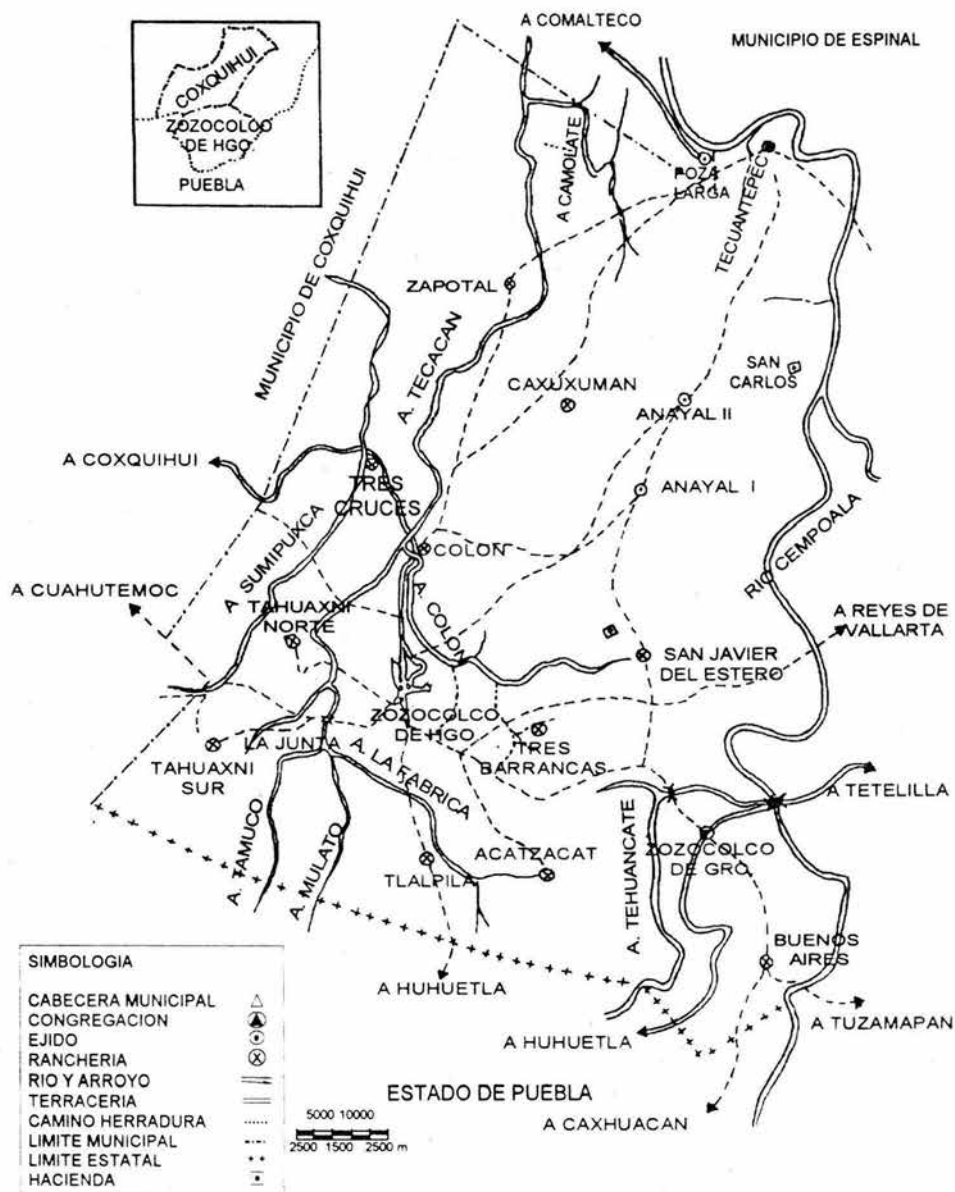 A COMALTECO
MUNICIPIO DE ESPINAL
COXQUIHUI
ZOZOCOLCO
DE HGO
PUEBLA
MUNICIPIO DE COXQUIHUI
A CAMOLATE
POZA
LARGA
TECUANTEPEC
ZAPOTAL
A. TECACAN
CAXUXUMAN
SAN
CARLOS
ANAYAL II
A COXQUIHUI
TRES
CRUCES
ANAYAL I
A SUMIPUXCA
COLON
RIO CEMPOALA
A CUAHUTEMOC
A COLON
TAHUAXNI
NORTE
A REYES DE
VALLARTA
SAN JAVIER
DEL ESTERO
ZOZOCOLCO
DE HGO
LA JUNTA
TRES
BARRANCAS
TAHUAXNI
SUR
A. LA FABRICA
A TETELILLA
A. TAMUCO
A. MULATO
ACATZACAT
TLALPILA
A. TEHUANCATE
ZOZOCOLCO
DE GRO
BUENOS
AIRES
A HUHUETLA
A HUHUETLA
A TUZAMAPAN
ESTADO DE PUEBLA
A CAXHUACAN
5000 10000
2500 1500 2500 m
SIMBOLOGIA
CABECERA MUNICIPAL
CONGREGACION
EJIDO
RANCHERIA
RIO Y ARROYO
TERRACERIA
CAMINO HERRADURA
LIMITE MUNICIPAL
LIMITE ESTATAL
HACIENDA